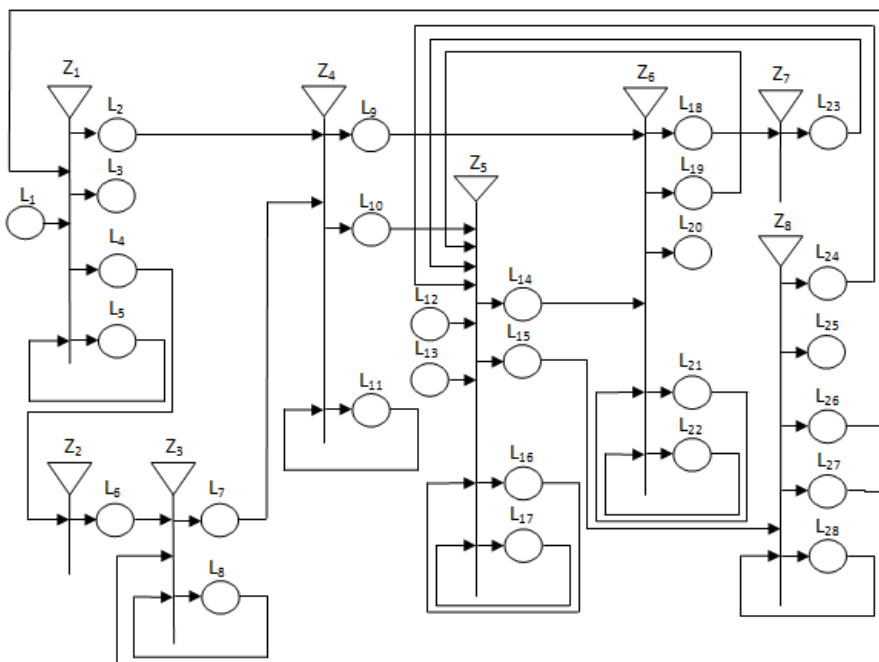 Z₁
Z₄
Z₆
Z₇
L₂
L₉
L₁₈
L₂₃
Z₅
L₃
L₁₉
L₁
L₁₀
L₂₀
Z₈
L₄
L₂₄
L₁₄
L₁₂
L₅
L₁₅
L₁₃
L₂₅
L₂₁
L₁₁
L₂₆
L₂₂
Z₂
Z₃
L₁₆
L₂₇
L₆
L₇
L₁₇
L₂₈
L₈